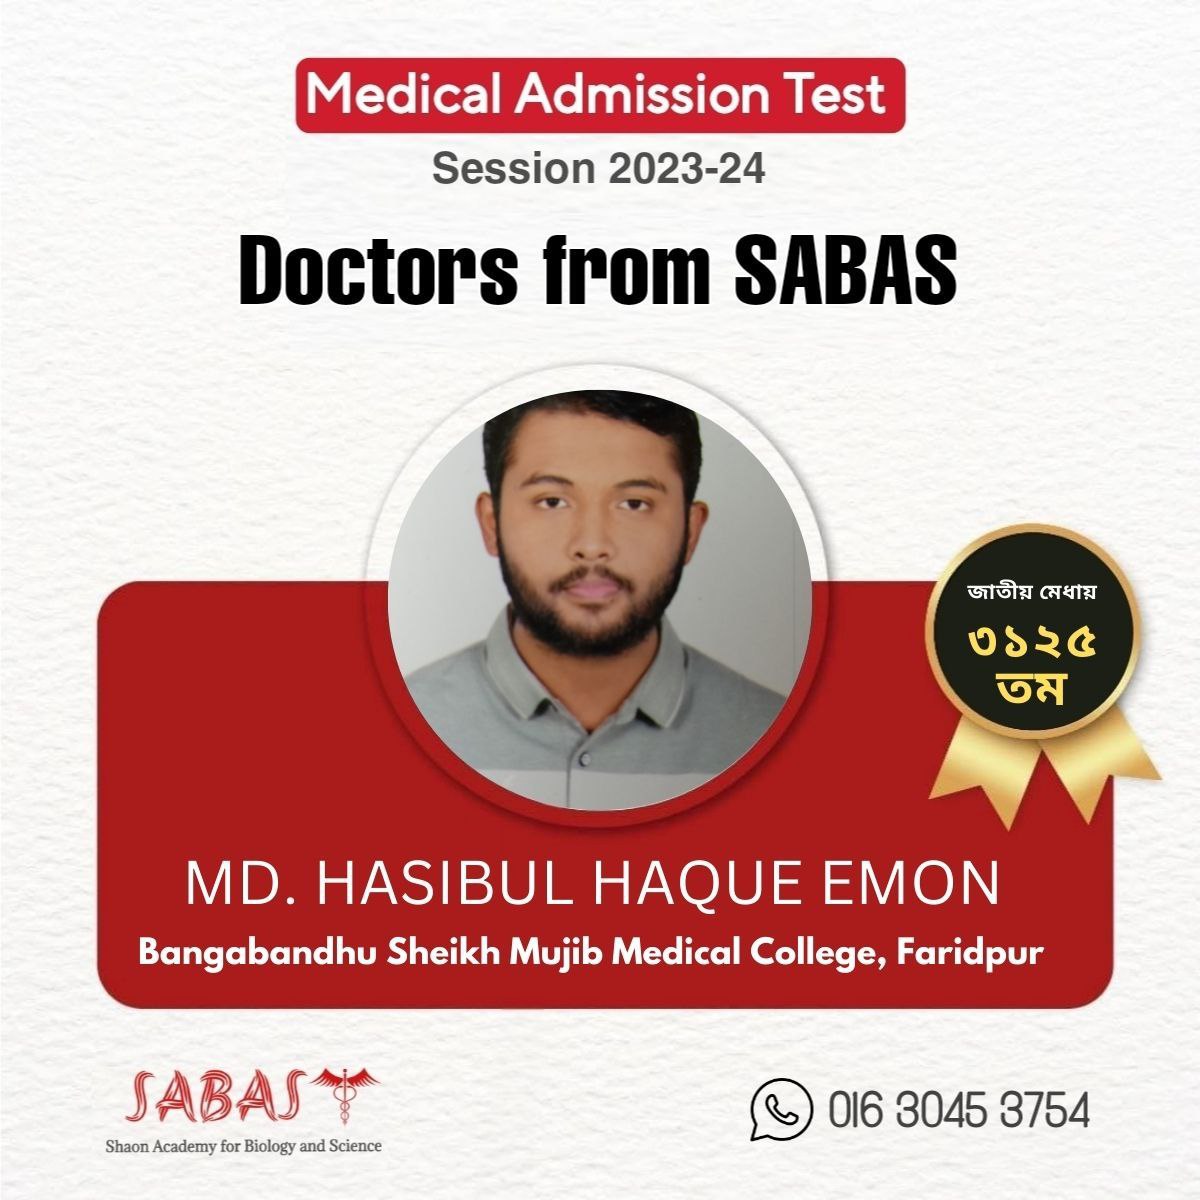 Medical Admission Test
Session 2023-24
Doctors from SABAS
জাতীয় মেধায়
৩১২৫
তম
MD. HASIBUL HAQUE EMON
Bangabandhu Sheikh Mujib Medical College, Faridpur
SABAS
Shaon Academy for Biology and Science
016 3045 3754